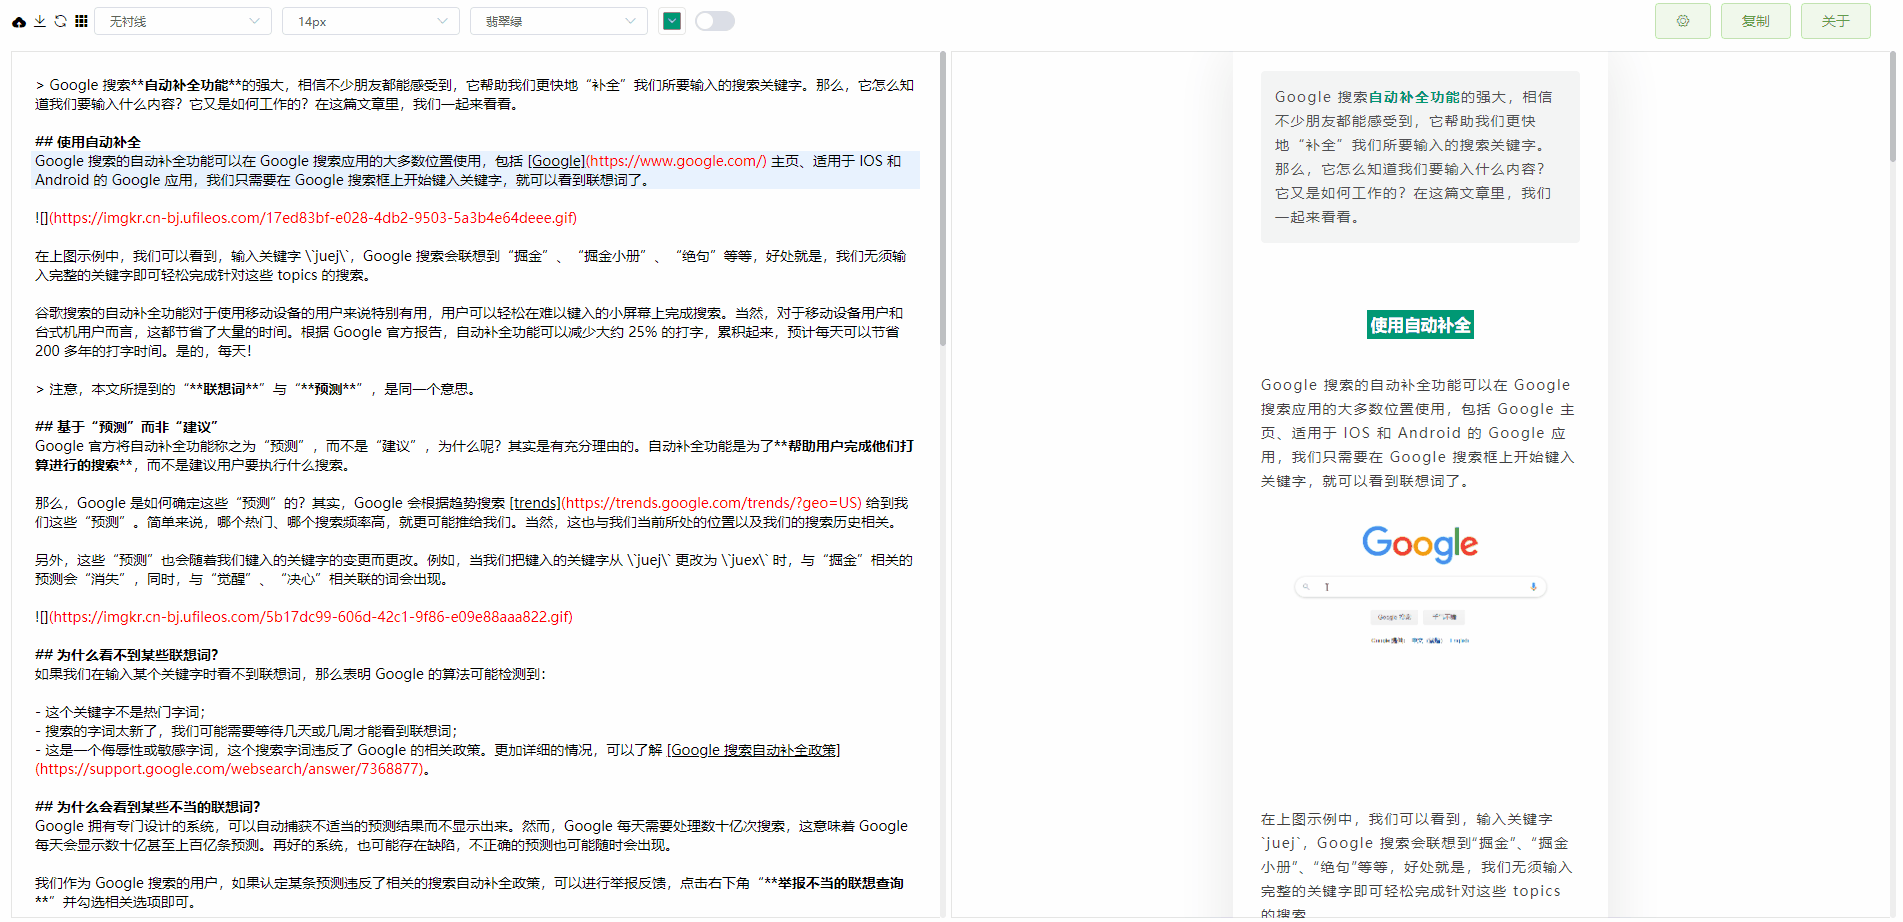 无衬线
14px
翡翠绿
复制
关于
> Google 搜索**自动补全功能**的强大，相信不少朋友都能感受到，它帮助我们更快地“补全”我们所要输入的搜索关键字。那么，它怎么知
道我们要输入什么内容？它又是如何工作的？在这篇文章里，我们一起来看看。
## 使用自动补全
Google 搜索的自动补全功能可以在 Google 搜索应用的大多数位置使用，包括 [Google](https://www.google.com/) 主页、适用于 IOS 和
Android 的 Google 应用，我们只需要在 Google 搜索框上开始键入关键字，就可以看到联想词了。
![](https://imgkr.cn-bj.ufileos.com/17ed83bf-e028-4db2-9503-5a3b4e64deee.gif)
在上图示例中，我们可以看到，输入关键字 \`juej\`，Google 搜索会联想到“掘金”、“掘金小册”、“绝句”等等，好处就是，我们无须输
入完整的关键字即可轻松完成针对这些 topics 的搜索。
谷歌搜索的自动补全功能对于使用移动设备的用户来说特别有用，用户可以轻松在难以键入的小屏幕上完成搜索。当然，对于移动设备用户和
台式机用户而言，这都节省了大量的时间。根据 Google 官方报告，自动补全功能可以减少大约 25% 的打字，累积起来，预计每天可以节省
200 多年的打字时间。是的，每天！
> 注意，本文所提到的“**联想词**”与“**预测**”，是同一个意思。
## 基于“预测”而非“建议”
Google 官方将自动补全功能称之为“预测”，而不是“建议”，为什么呢？其实是有充分理由的。自动补全功能是为了**帮助用户完成他们打
算进行的搜索**，而不是建议用户要执行什么搜索。
那么，Google 是如何确定这些“预测”的？其实，Google 会根据趋势搜索 [trends](https://trends.google.com/trends/?geo=US) 给到我
们这些“预测”。简单来说，哪个热门、哪个搜索频率高，就更可能推给我们。当然，这也与我们当前所处的位置以及我们的搜索历史相关。
另外，这些“预测”也会随着我们键入的关键字的变更而更改。例如，当我们把键入的关键字从 \`juej\` 更改为 \`juex\` 时，与“掘金”相关的
预测会“消失”，同时，与“觉醒”、“决心”相关联的词会出现。
![](https://imgkr.cn-bj.ufileos.com/5b17dc99-606d-42c1-9f86-e09e88aaa822.gif)
## 为什么看不到某些联想词？
如果我们在输入某个关键字时看不到联想词，那么表明 Google 的算法可能检测到：
- 这个关键字不是热门字词；
- 搜索的字词太新了，我们可能需要等待几天或几周才能看到联想词；
- 这是一个侮辱性或敏感字词，这个搜索字词违反了 Google 的相关政策。更加详细的情况，可以了解 [Google 搜索自动补全政策]
(https://support.google.com/websearch/answer/7368877)。
## 为什么会看到某些不当的联想词？
Google 拥有专门设计的系统，可以自动捕获不适当的预测结果而不显示出来。然而，Google 每天需要处理数十亿次搜索，这意味着 Google
每天会显示数十亿甚至上百亿条预测。再好的系统，也可能存在缺陷，不正确的预测也可能随时会出现。
我们作为 Google 搜索的用户，如果认定某条预测违反了相关的搜索自动补全政策，可以进行举报反馈，点击右下角“**举报不当的联想查询
**”并勾选相关选项即可。
Google 搜索自动补全功能的强大，相信
不少朋友都能感受到，它帮助我们更快
地“补全”我们所要输入的搜索关键字。
那么，它怎么知道我们要输入什么内容？
它又是如何工作的？在这篇文章里，我们
一起来看看。
使用自动补全
Google 搜索的自动补全功能可以在 Google
搜索应用的大多数位置使用，包括 Google 主
页、适用于 IOS 和 Android 的 Google 应
用，我们只需要在 Google 搜索框上开始键入
关键字，就可以看到联想词了。
Google
在上图示例中，我们可以看到，输入关键字
`juej`，Google 搜索会联想到“掘金”、“掘金
小册”、“绝句”等等，好处就是，我们无须输入
完整的关键字即可轻松完成针对这些 topics
的搜索